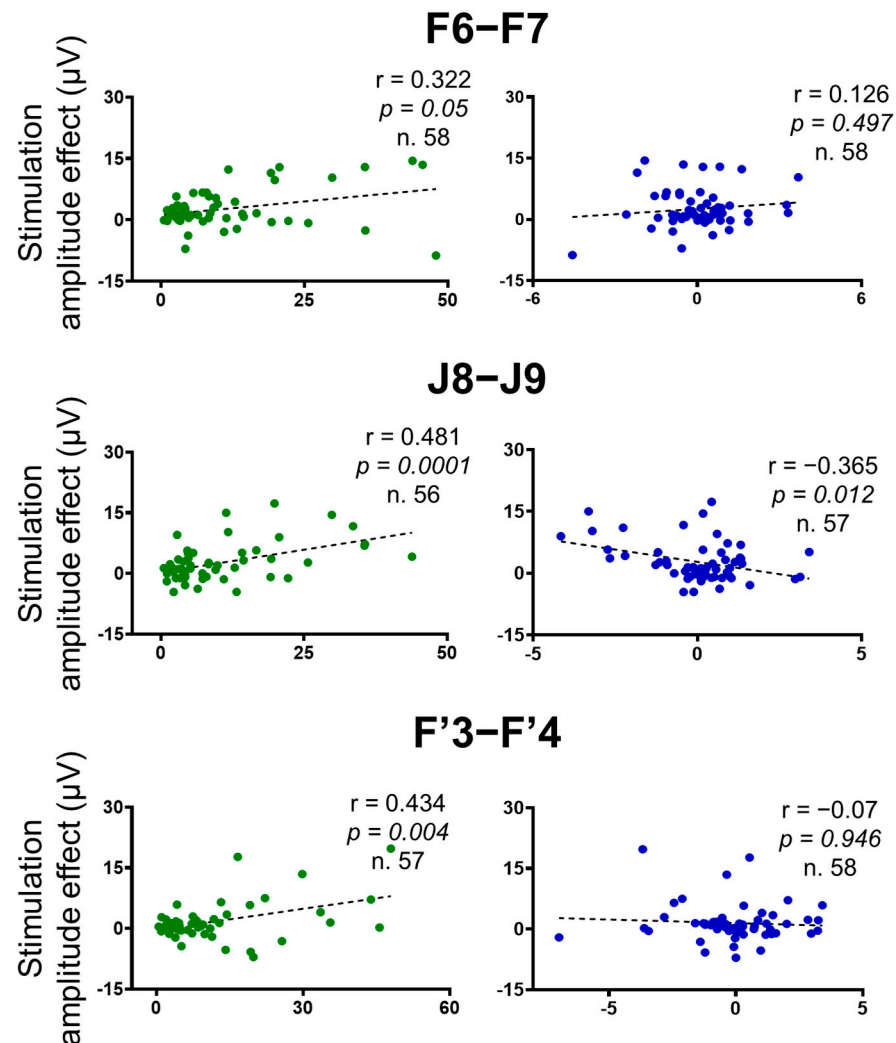 F6−F7
Stimulation
amplitude effect (µV)
r = 0.322
p = 0.05
n. 58
30
15
0
-15
0
25
50
r = 0.126
p = 0.497
n. 58
30
15
0
-15
-6
0
6
J8−J9
Stimulation
amplitude effect (µV)
r = 0.481
p = 0.0001
n. 56
30
15
0
-15
0
25
50
r = −0.365
p = 0.012
n. 57
30
15
0
-15
-5
0
5
F’3−F’4
Stimulation
amplitude effect (µV)
r = 0.434
p = 0.004
n. 57
30
15
0
-15
0
30
60
r = −0.07
p = 0.946
n. 58
30
15
0
-15
-5
0
5